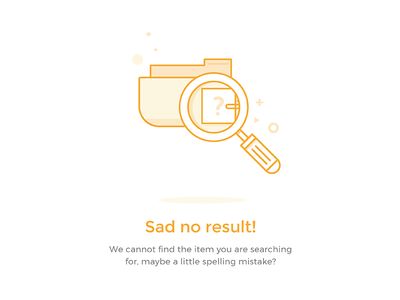 ?
Sad no result!
We cannot find the item you are searching
for, maybe a little spelling mistake?